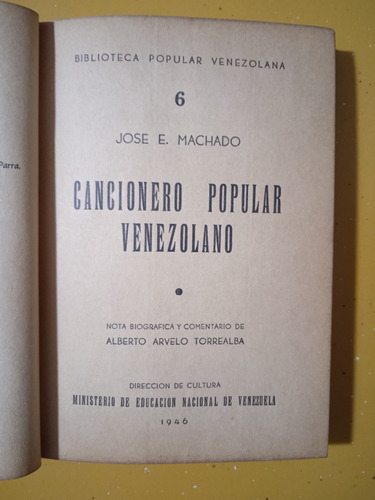 Parra.
BIBLIOTECA POPULAR VENEZOLANA
6
JOSE E. MACHADO
CANCIONERO POPULAR
VENEZOLANO
NOTA BIOGRAFICA Y COMENTARIO DE
ALBERTO ARVELO TORREALBA
DIRECCION DE CULTURA
MINISTERIO DE EDUCACION NACIONAL DE VENEZUELA
1946